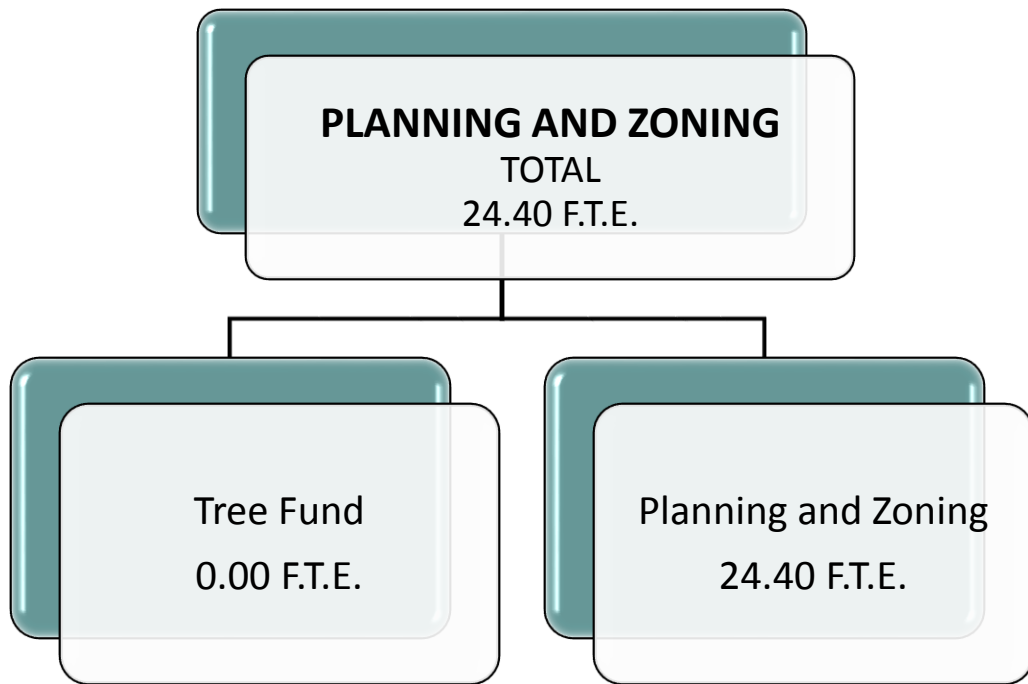 PLANNING AND ZONING
TOTAL
24.40 F.T.E.
Tree Fund
0.00 F.T.E.
Planning and Zoning
24.40 F.T.E.